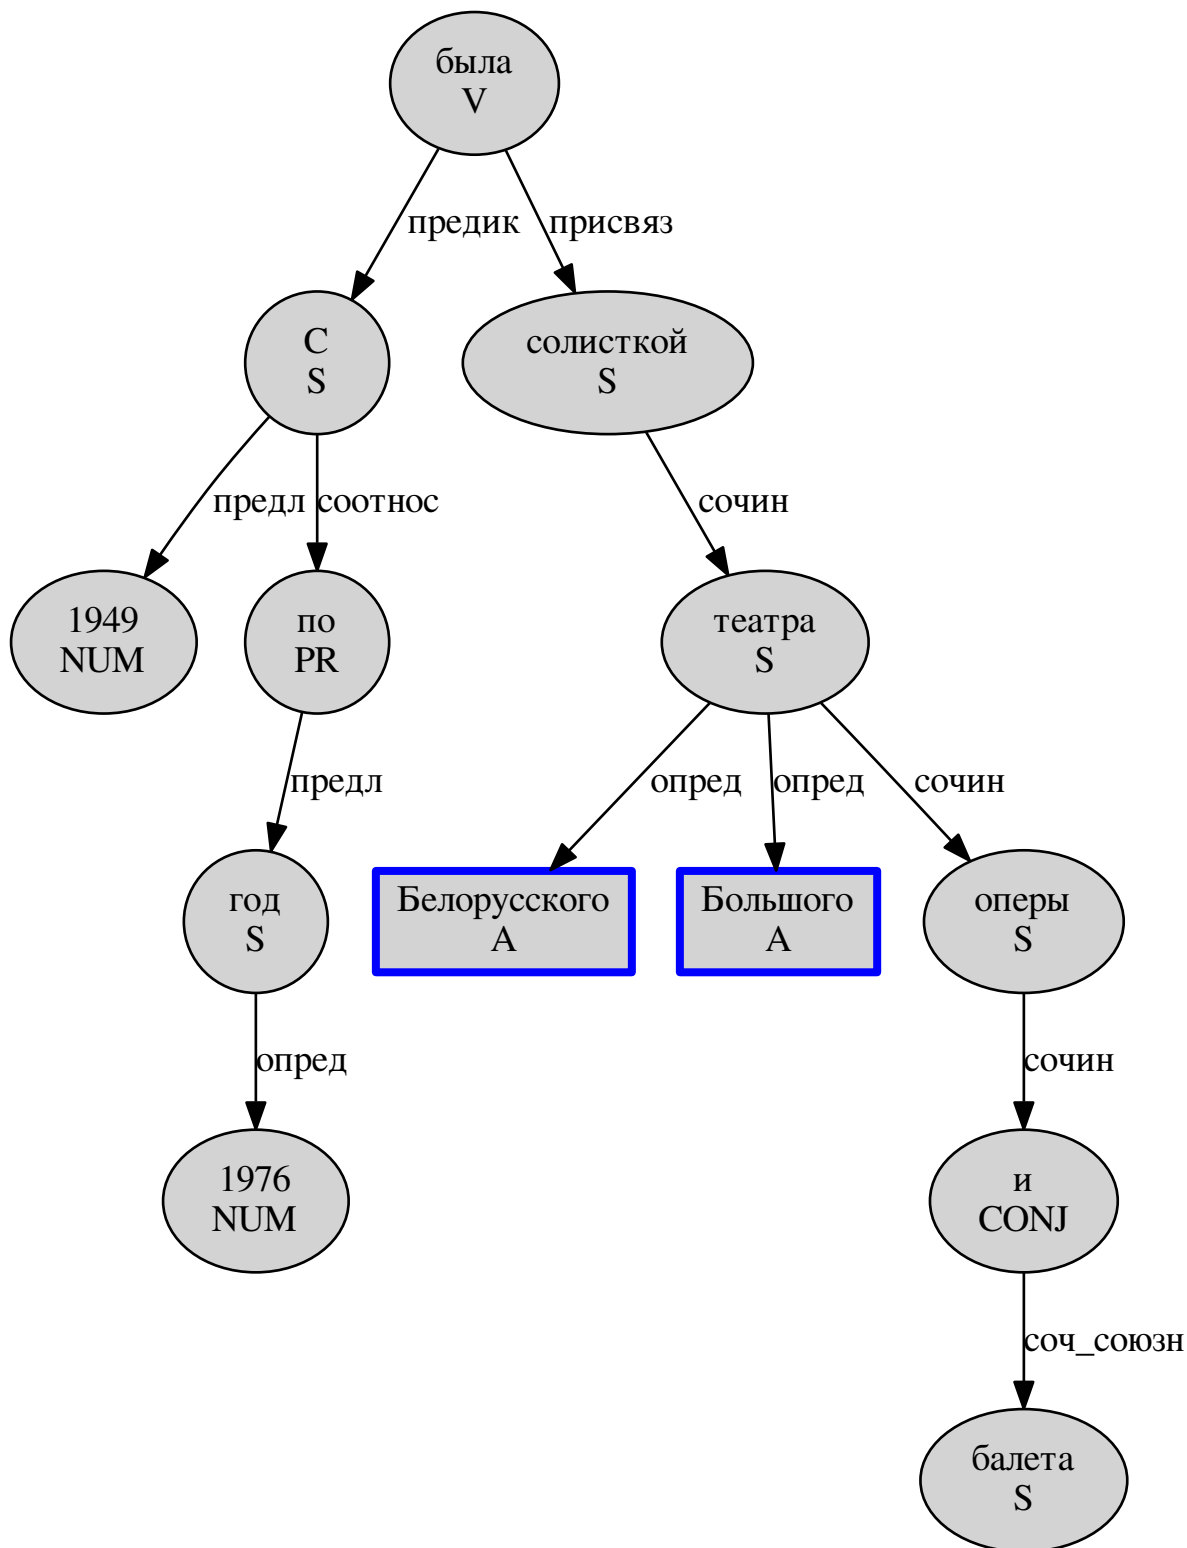 была
V
предик
присвяз
С
S
солисткой
S
предл
соотнос
сочин
1949
NUM
по
PR
театра
S
предл
опред
опред
сочин
год
S
Белорусского
A
Большого
A
оперы
S
опред
сочин
1976
NUM
и
CONJ
соч_союзн
балета
S